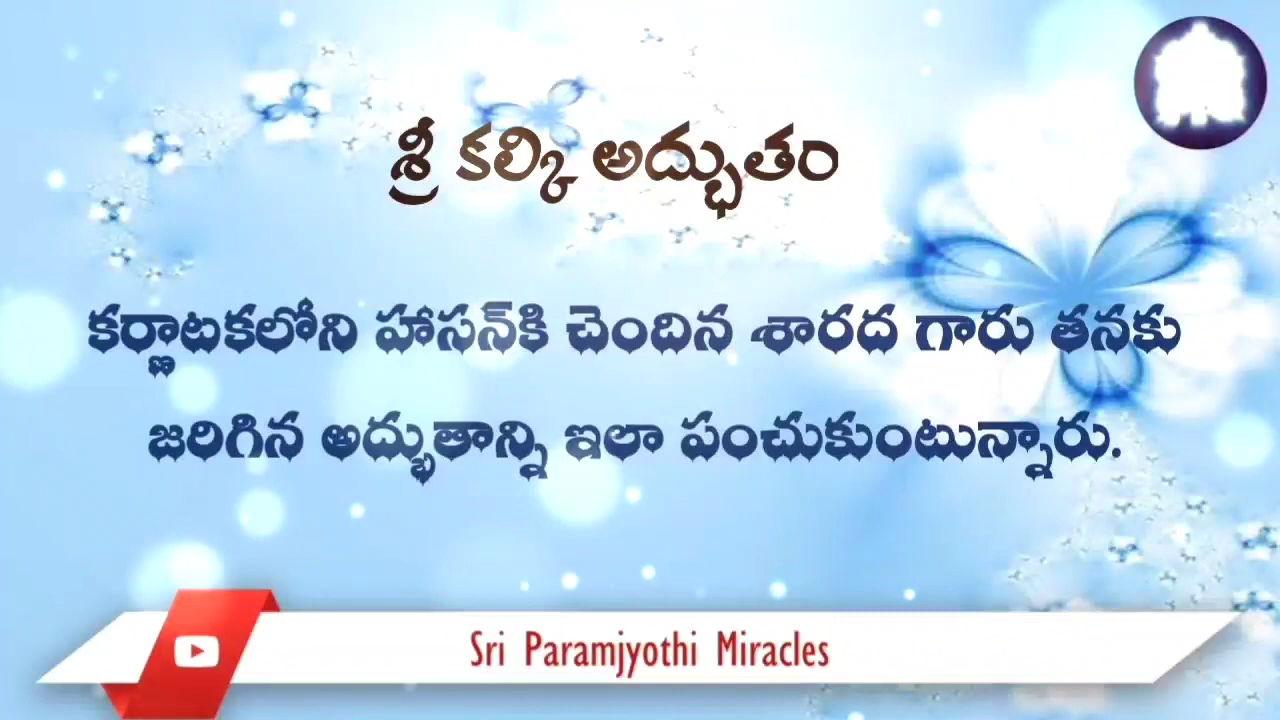 శ్రీ కల్కి అద్భుతం
కర్ణాటకలోని హాసన్‌కి చెందిన శారద గారు తనకు
జరిగిన అద్భుతాన్ని ఇలా పంచుకుంటున్నారు.
Sri Paramjyothi Miracles